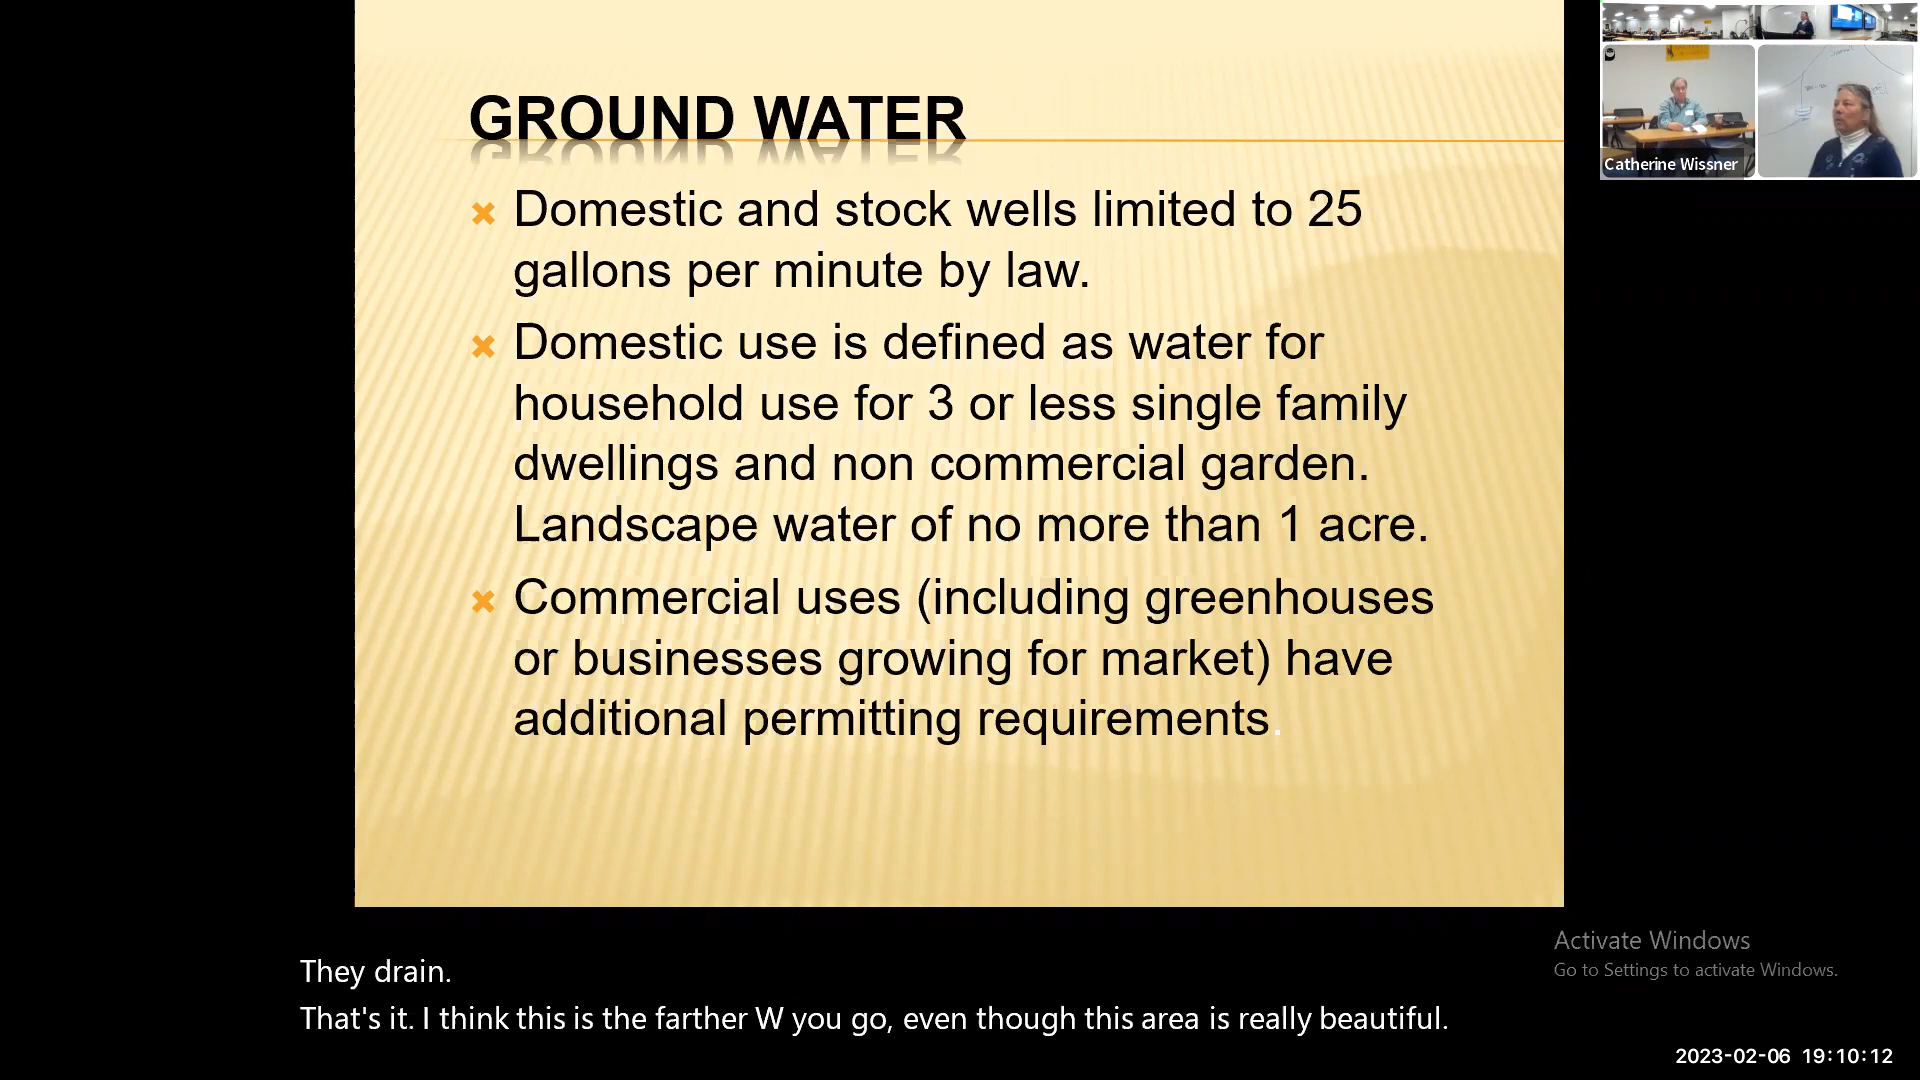 GROUND WATER
Domestic and stock wells limited to 25
gallons per minute by law.
Domestic use is defined as water for
household use for 3 or less single family
dwellings and non commercial garden.
Landscape water of no more than 1 acre.
Commercial uses (including greenhouses
or businesses growing for market) have
additional permitting requirements.
Catherine Wissner
They drain.
That's it. I think this is the farther W you go, even though this area is really beautiful.
Activate Windows
Go to Settings to activate Windows.
2023-02-06 19:10:12